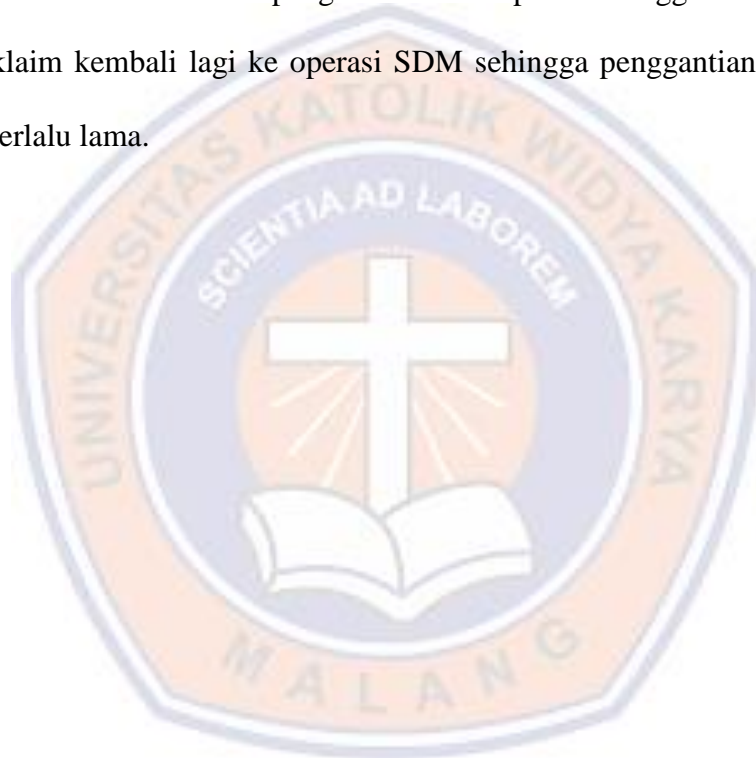 klaim kembali lagi ke operasi SDM sehingga penggantian
erlalu lama.
UNIVERSITAS KATOLIK WIDYA KARYA
SCIENTIA AD LABOREM
MALANG